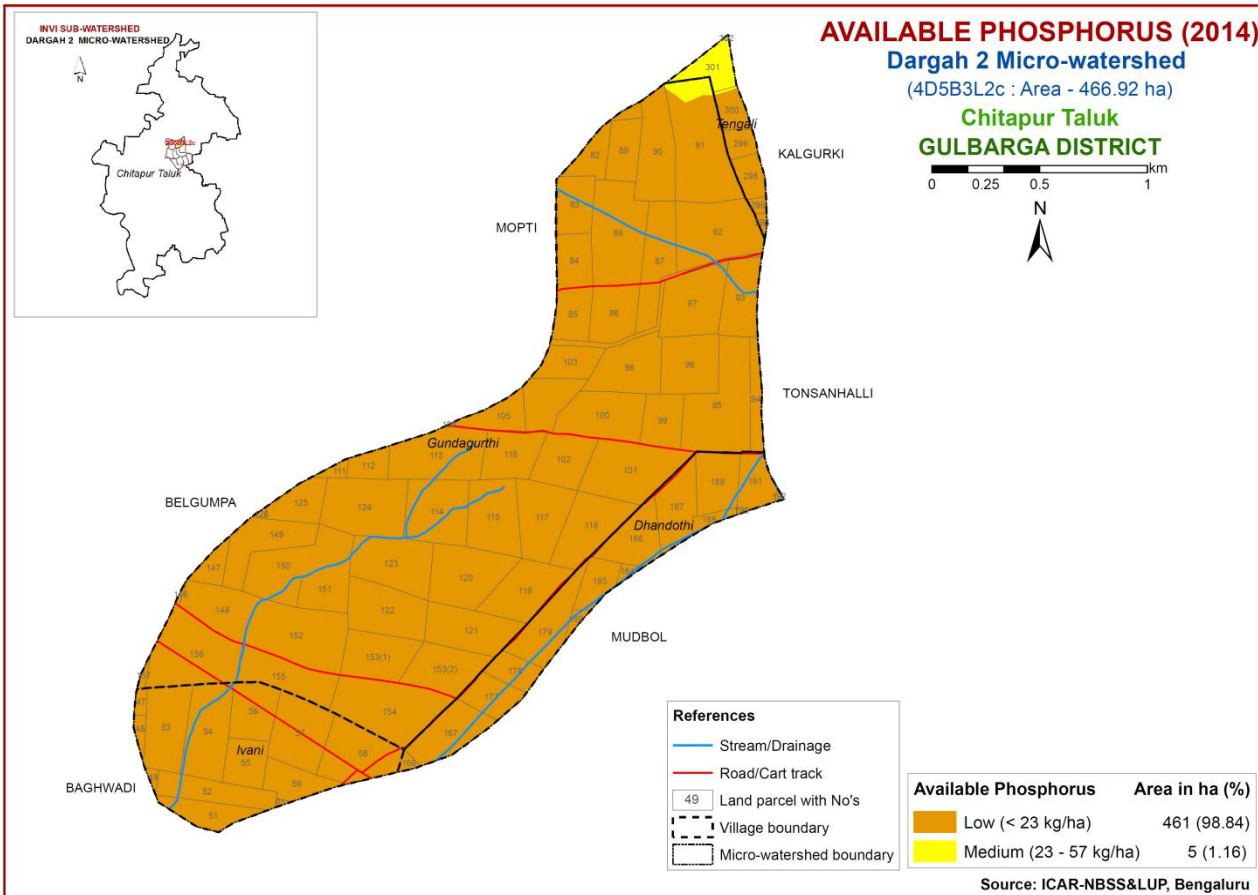 INVI SUB-WATERSHED
DARGAH 2 MICRO-WATERSHED
N
Chitapur Taluk
AVAILABLE PHOSPHORUS (2014)
Dargah 2 Micro-watershed
(4D5B3L2c : Area - 466.92 ha)
Chitapur Taluk
GULBARGA DISTRICT
km
0 0.25 0.5 1
N
301
300
Tengali
KALGURKI
82 89 90 91 299
298
83
MOPTI
88 87 92
84
97 93
85 86
103 98 96
TONSANHALLI
105 100 99 95 94
Gundagurthi
111 112 113 116 102 101
BELGUMPA
125 124 114 115 117 118 187 188 191
Dhandothi
149 186
147 150 151 123 120 119 185
148 122
152 121 179
MUDBOL
156 153(1) 153(2) 178
155 177
154
53 54 56 167
Ivani
55 58
BAGHWADI
52 59
51
References
Stream/Drainage
Road/Cart track
49 Land parcel with No's
Village boundary
Micro-watershed boundary
Available Phosphorus Area in ha (%)
Low (< 23 kg/ha) 461 (98.84)
Medium (23 - 57 kg/ha) 5 (1.16)
Source: ICAR-NBSS&LUP, Bengaluru